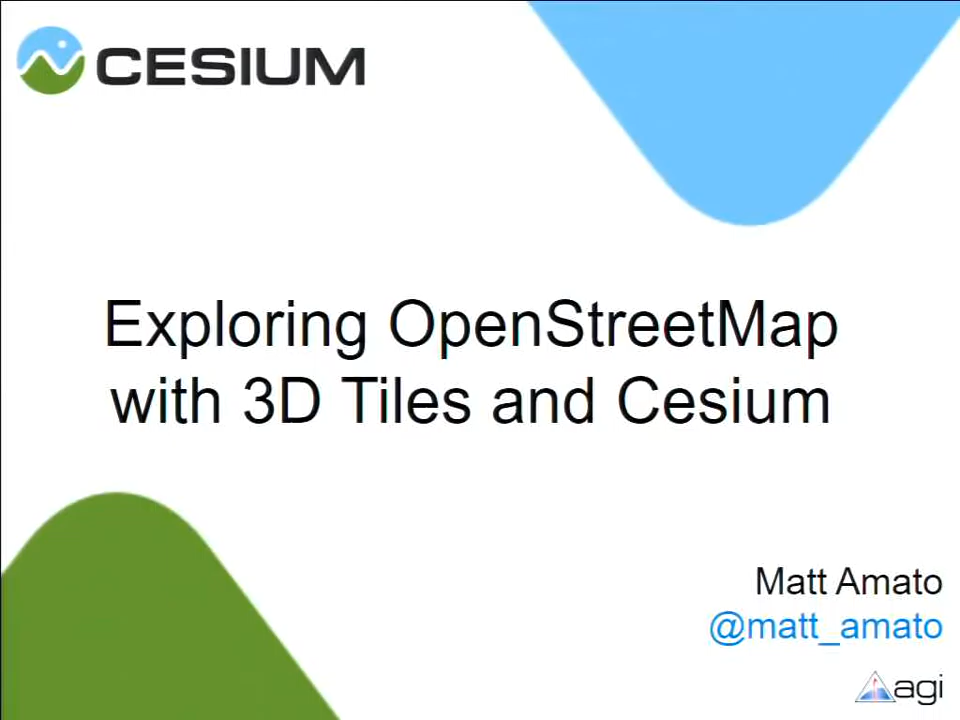 CESIUM
Exploring OpenStreetMap
with 3D Tiles and Cesium
Matt Amato
@matt_amato
agi